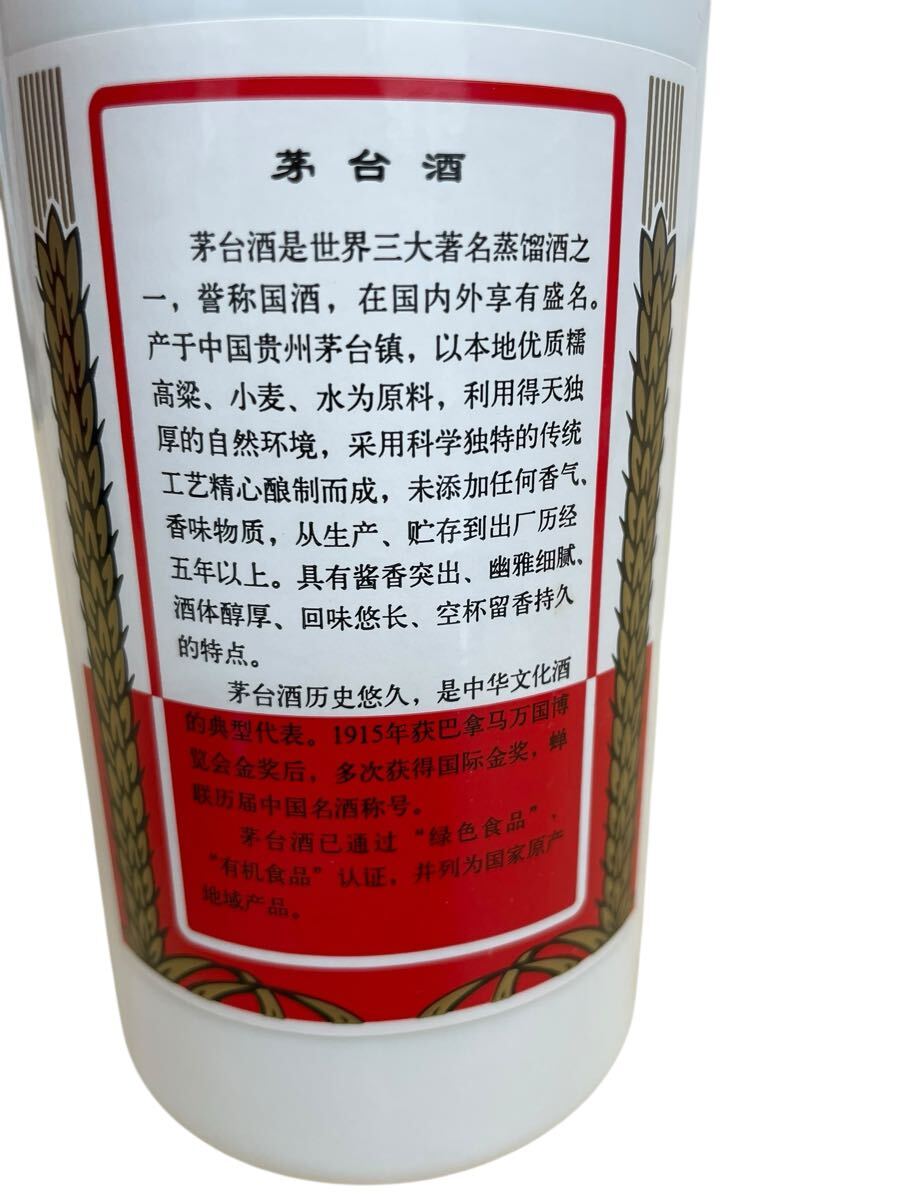 茅台酒
茅台酒是世界三大著名蒸馏酒之
一，誉称国酒，在国内外享有盛名。
产于中国贵州茅台镇，以本地优质糯
高粱、小麦、水为原料，利用得天独
厚的自然环境，采用科学独特的传统
工艺精心酿制而成，未添加任何香气、
香味物质，从生产、贮存到出厂历经
五年以上。具有酱香突出、幽雅细腻、
酒体醇厚、回味悠长、空杯留香持久
的特点。
茅台酒历史悠久，是中华文化酒
的典型代表。1915年获巴拿马万国博
览会金奖后，多次获得国际金奖，蝉
联历届中国名酒称号。
茅台酒已通过“绿色食品”、
“有机食品”认证，并列为国家原产
地域产品。